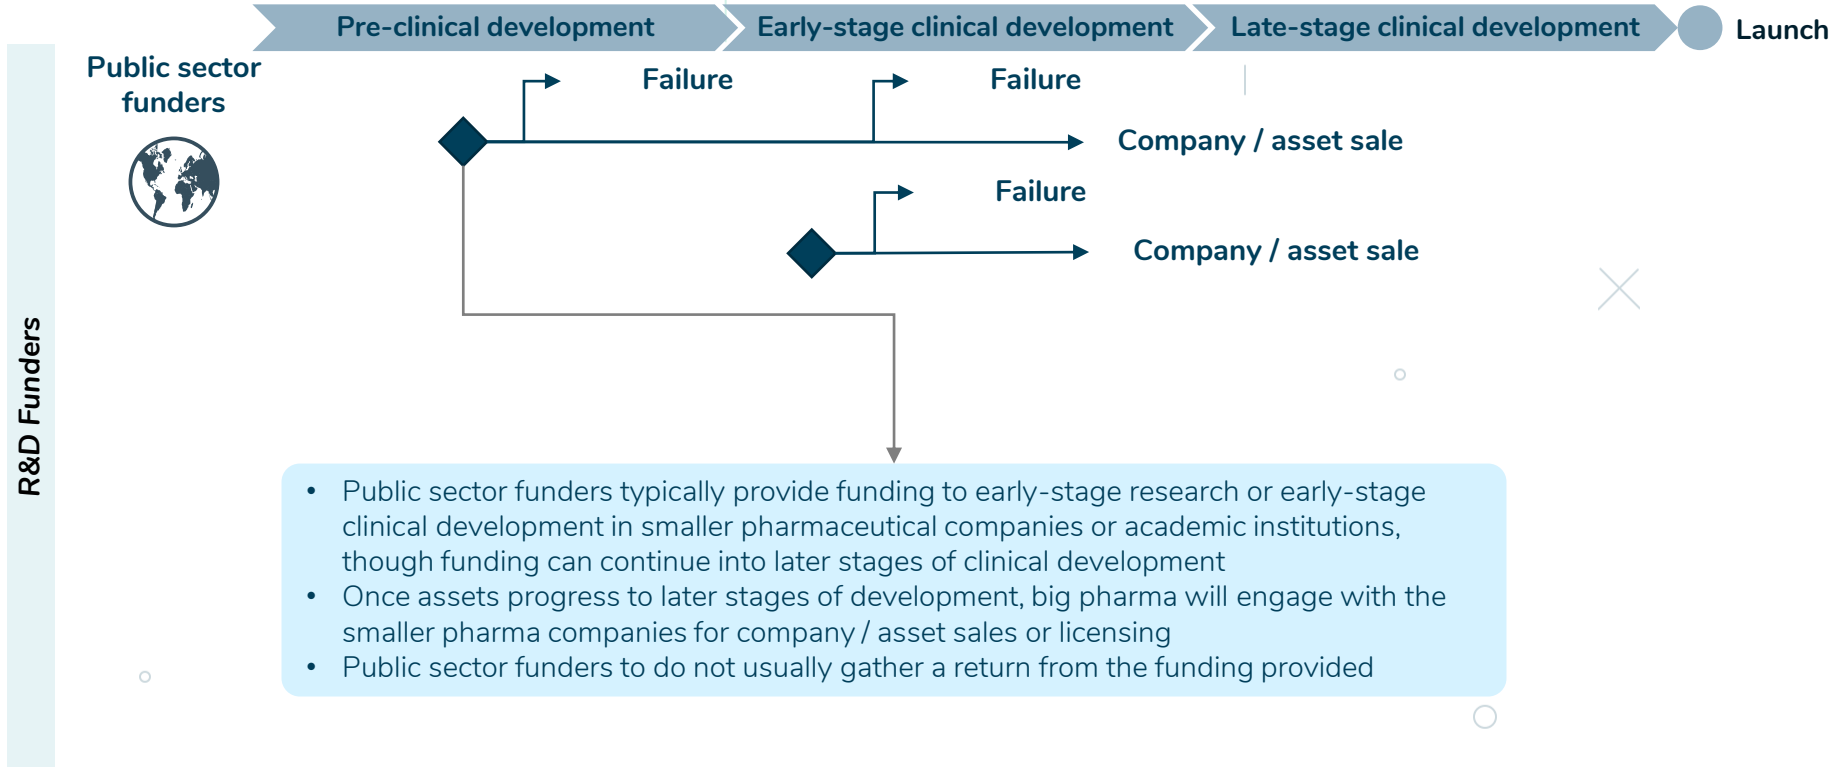 Pre-clinical development
Early-stage clinical development
Late-stage clinical development
Launch
Public sector
funders
Failure
Failure
Company / asset sale
Failure
Company / asset sale
R&D Funders
• Public sector funders typically provide funding to early-stage research or early-stage
clinical development in smaller pharmaceutical companies or academic institutions,
though funding can continue into later stages of clinical development
• Once assets progress to later stages of development, big pharma will engage with the
smaller pharma companies for company / asset sales or licensing
• Public sector funders to do not usually gather a return from the funding provided